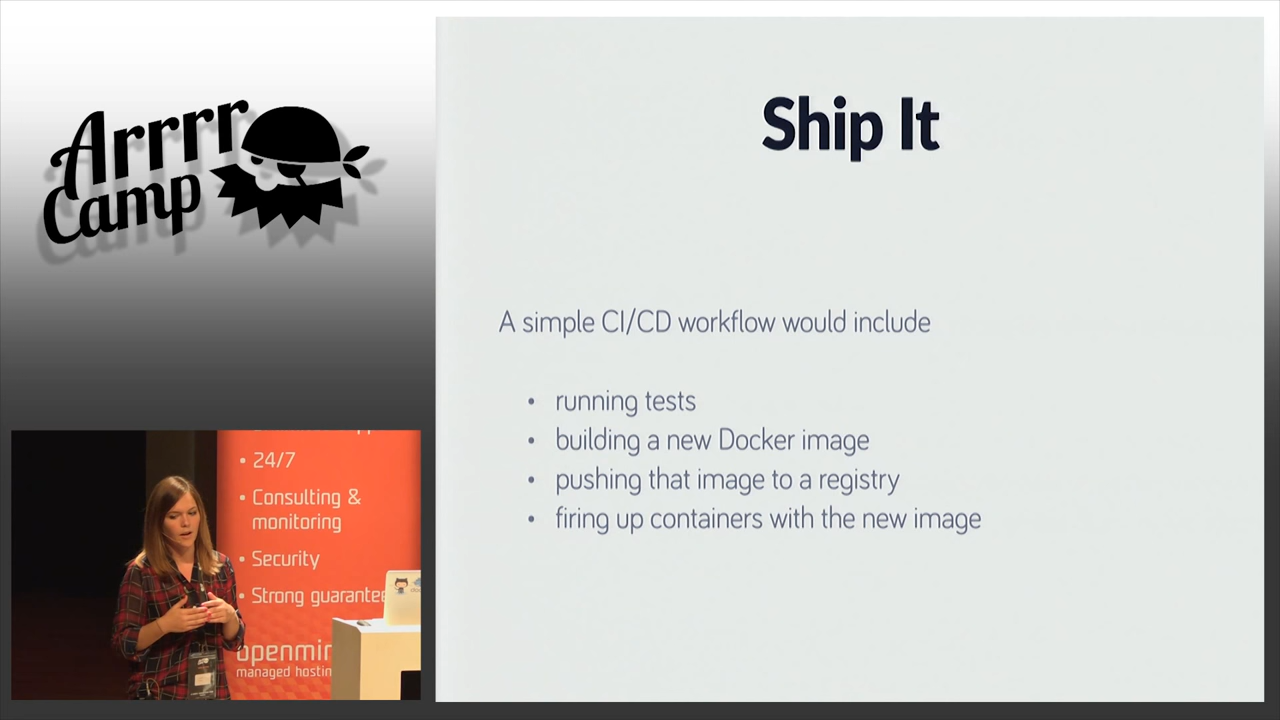 Arrrr
Camp
Ship It
A simple CI/CD workflow would include
• running tests
• building a new Docker image
• pushing that image to a registry
• firing up containers with the new image
• 24/7
• Consulting &
monitoring
• Security
• Strong guarantee
openmin
managed hostin